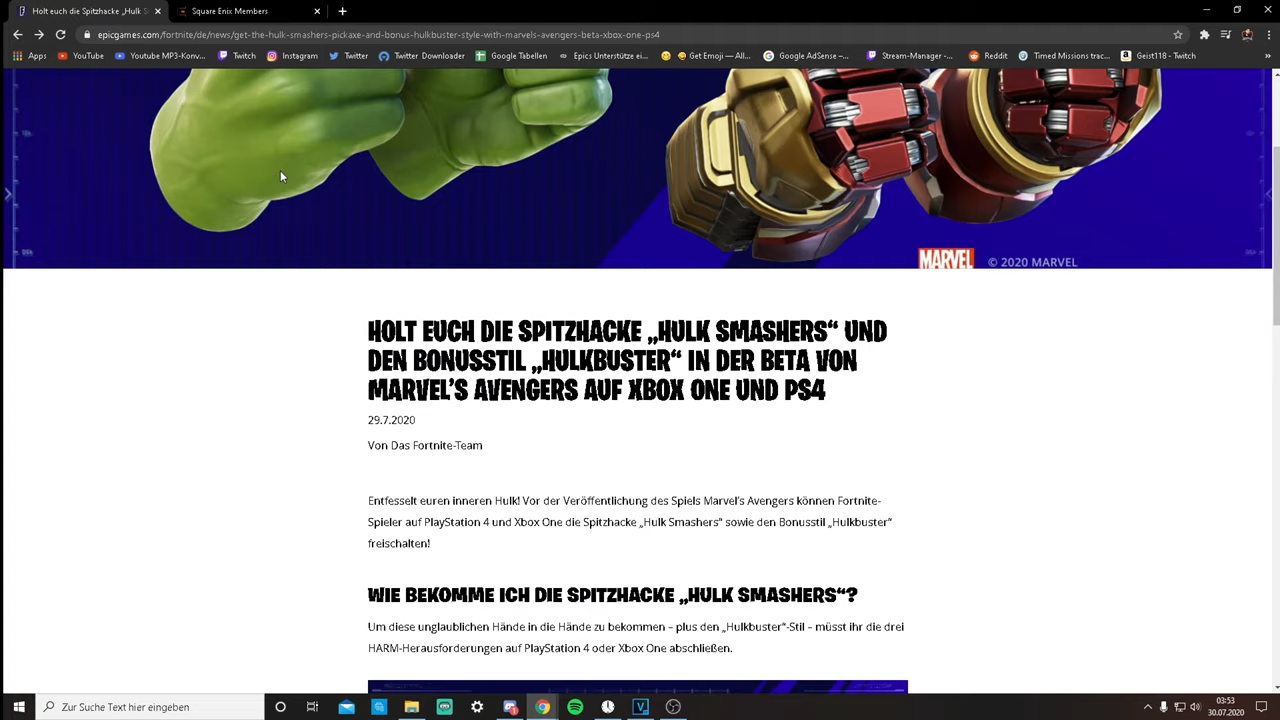 Holt euch die Spitzhacke „Hulk S
Square Enix Members
epicgames.com/fortnite/de/news/get-the-hulk-smashers-pickaxe-and-bonus-hulkbuster-style-with-marvels-avengers-beta-xbox-one-ps4
Apps
YouTube
Youtube MP3-Konv...
Twitch
Instagram
Twitter
Twitter Downloader
Google Tabellen
Epics Unterstütze ei...
Get Emoji — All...
Google AdSense –...
Stream-Manager -...
Reddit
Timed Missions trac...
Geist118 - Twitch
MARVEL
© 2020 MARVEL
HOLT EUCH DIE SPITZHACKE „HULK SMASHERS“ UND
DEN BONUSSTIL „HULKBUSTER“ IN DER BETA VON
MARVEL’S AVENGERS AUF XBOX ONE UND PS4
29.7.2020
Von Das Fortnite-Team
Entfesselt euren inneren Hulk! Vor der Veröffentlichung des Spiels Marvel’s Avengers können Fortnite-
Spieler auf PlayStation 4 und Xbox One die Spitzhacke „Hulk Smashers“ sowie den Bonusstil „Hulkbuster“
freischalten!
WIE BEKOMME ICH DIE SPITZHACKE „HULK SMASHERS“?
Um diese unglaublichen Hände in die Hände zu bekommen – plus den „Hulkbuster“-Stil – müsst ihr die drei
HARM-Herausforderungen auf PlayStation 4 oder Xbox One abschließen.
Zur Suche Text hier eingeben
03:53
30.07.2020